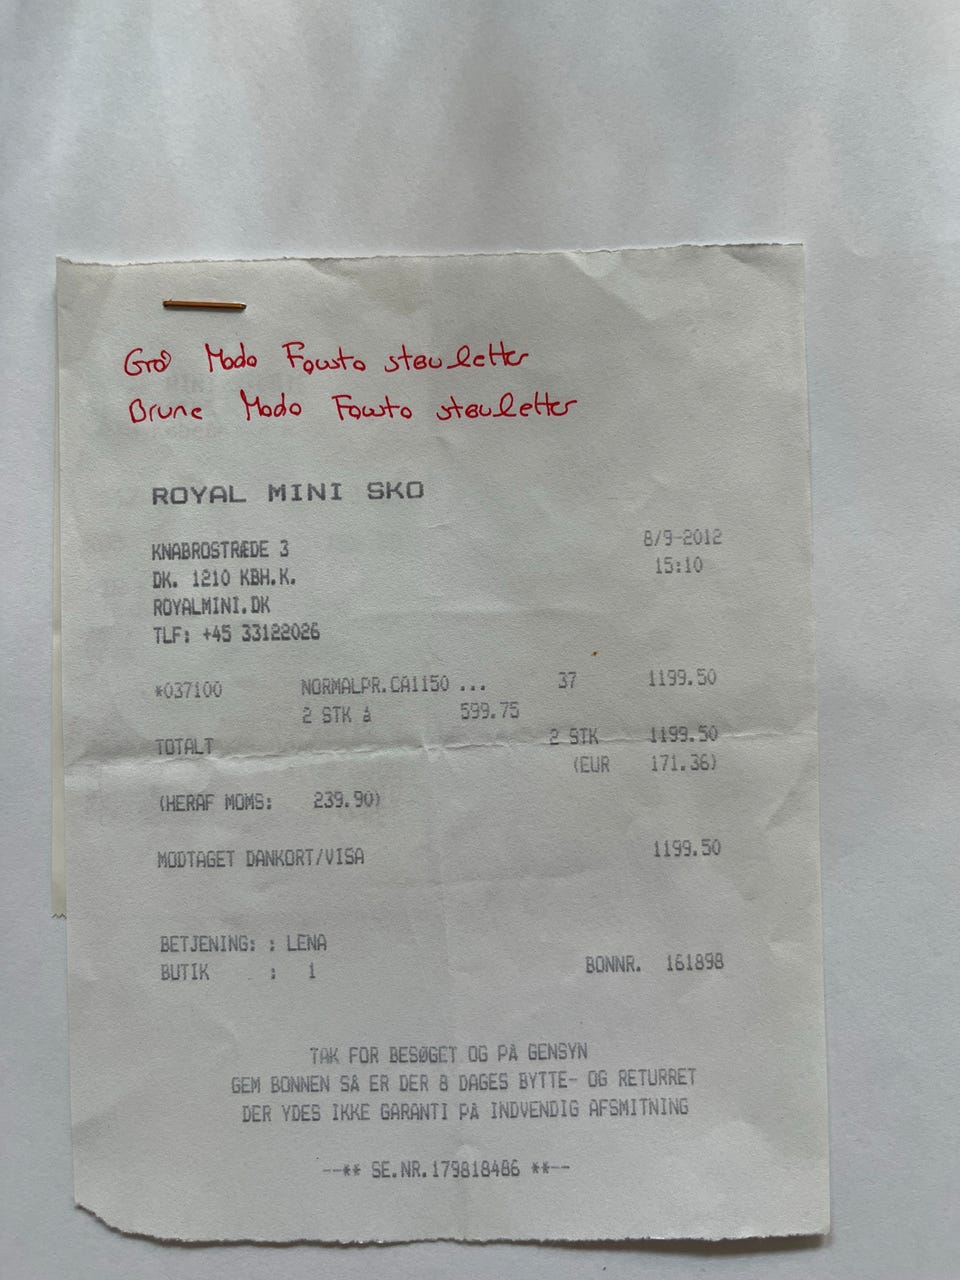 Grå Modo Fausto støvletter
Brune Modo Fausto støvletter
ROYAL MINI SKO
KNABROSTRÆDE 3 8/9-2012
DK. 1210 KBH.K. 15:10
ROYALMINI.DK
TLF: +45 33122026
*037100 NORMALPR.CA1150 ... 37 1199.50
2 STK á 599.75
TOTALT 2 STK 1199.50
(EUR 171.36)
(HERAF MOMS: 239.90)
MODTAGET DANKORT/VISA 1199.50
BETJENING: : LENA
BUTIK : 1 BONNR. 161898
TAK FOR BESØGET OG PÅ GENSYN
GEM BONNEN SÅ ER DER 8 DAGES BYTTE- OG RETURRET
DER YDES IKKE GARANTI PÅ INDVENDIG AFSMITNING
--** SE.NR.179818486 **--